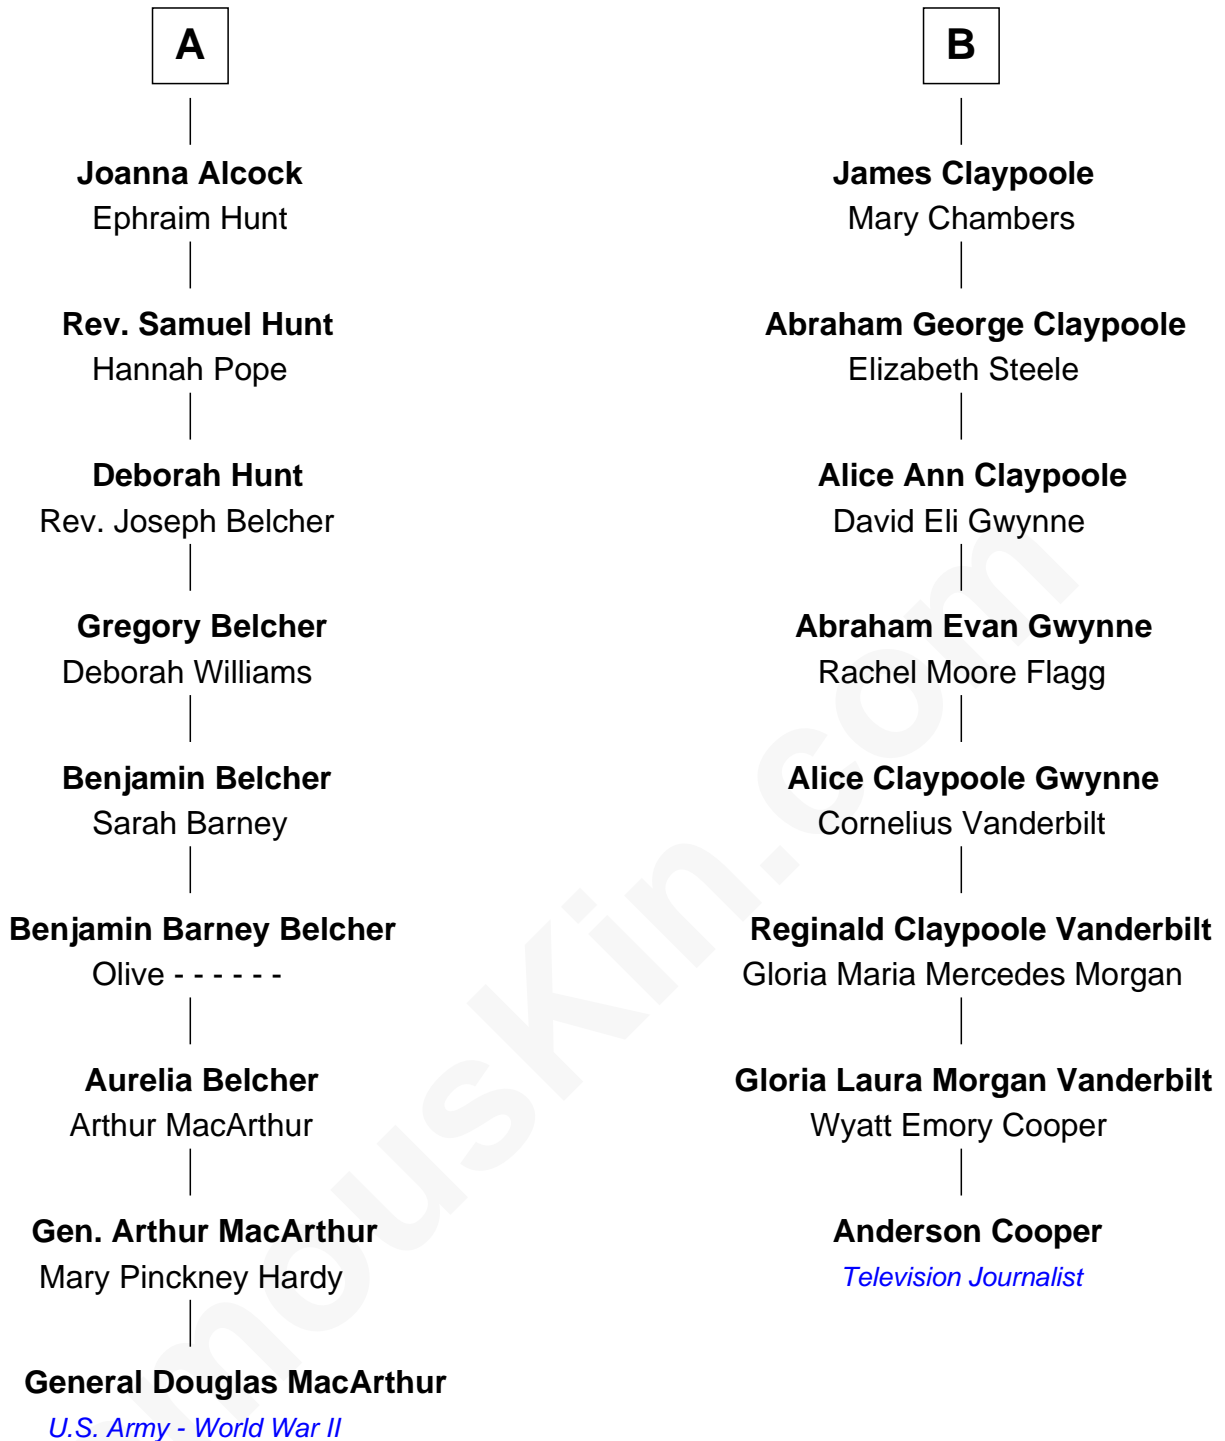 A
Joanna Alcock
Ephraim Hunt
Rev. Samuel Hunt
Hannah Pope
Deborah Hunt
Rev. Joseph Belcher
Gregory Belcher
Deborah Williams
Benjamin Belcher
Sarah Barney
Benjamin Barney Belcher
Olive - - - - - -
Aurelia Belcher
Arthur MacArthur
Gen. Arthur MacArthur
Mary Pinckney Hardy
General Douglas MacArthur
U.S. Army - World War II
B
James Claypoole
Mary Chambers
Abraham George Claypoole
Elizabeth Steele
Alice Ann Claypoole
David Eli Gwynne
Abraham Evan Gwynne
Rachel Moore Flagg
Alice Claypoole Gwynne
Cornelius Vanderbilt
Reginald Claypoole Vanderbilt
Gloria Maria Mercedes Morgan
Gloria Laura Morgan Vanderbilt
Wyatt Emory Cooper
Anderson Cooper
Television Journalist
mousKin.com